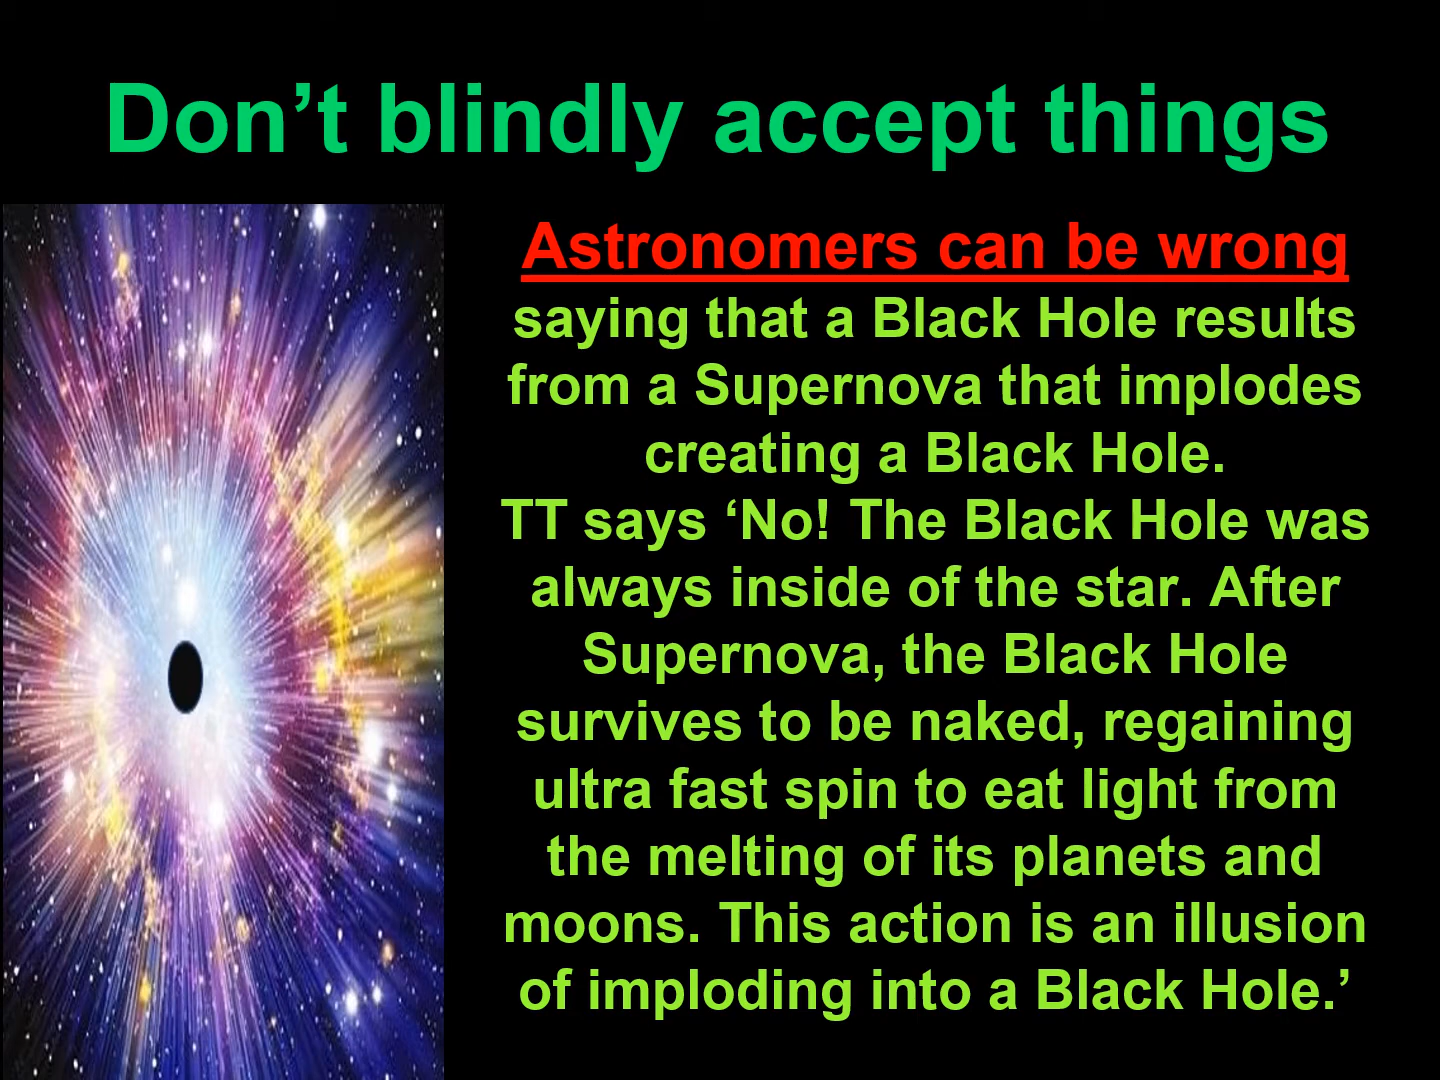 Don’t blindly accept things
Astronomers can be wrong
saying that a Black Hole results
from a Supernova that implodes
creating a Black Hole.
TT says ‘No! The Black Hole was
always inside of the star. After
Supernova, the Black Hole
survives to be naked, regaining
ultra fast spin to eat light from
the melting of its planets and
moons. This action is an illusion
of imploding into a Black Hole.’